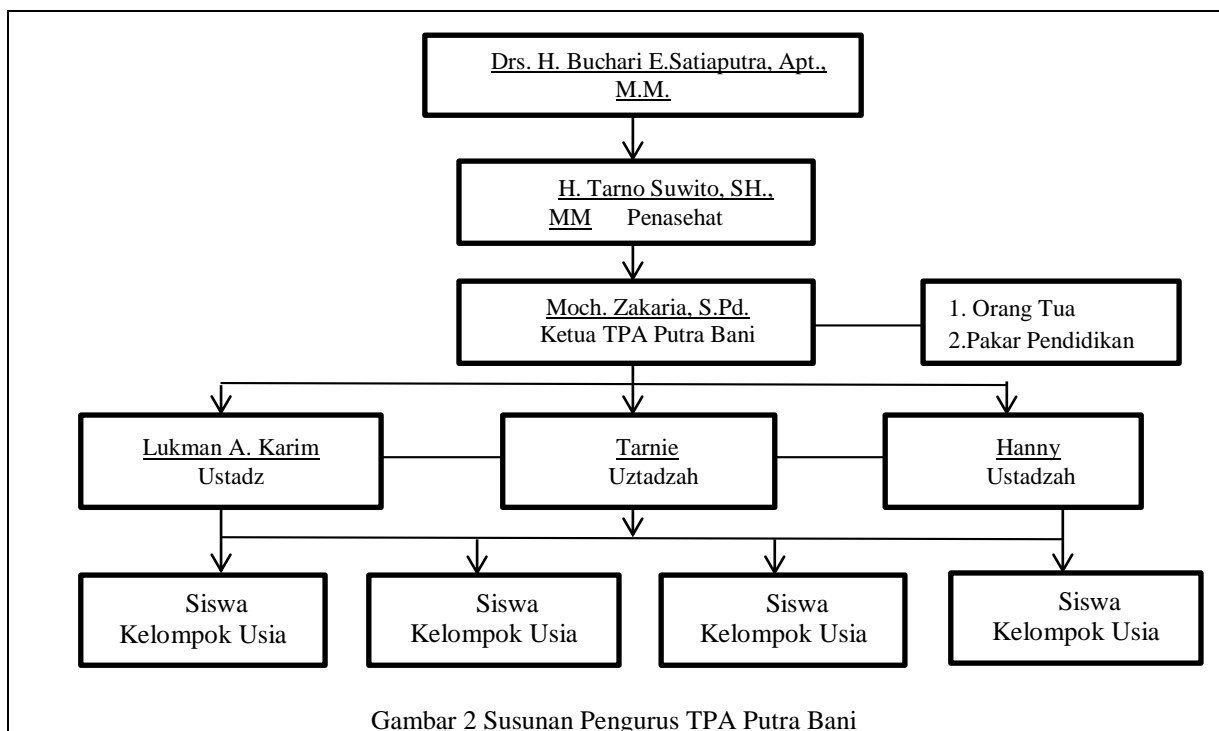 Drs. H. Buchari E.Satiaputra, Apt.,
M.M.
H. Tarno Suwito, SH.,
MM Penasehat
Moch. Zakaria, S.Pd.
Ketua TPA Putra Bani
1. Orang Tua
2.Pakar Pendidikan
Lukman A. Karim
Ustadz
Tarnie
Uztadzah
Hanny
Ustadzah
Siswa
Kelompok Usia
Siswa
Kelompok Usia
Siswa
Kelompok Usia
Siswa
Kelompok Usia
Gambar 2 Susunan Pengurus TPA Putra Bani